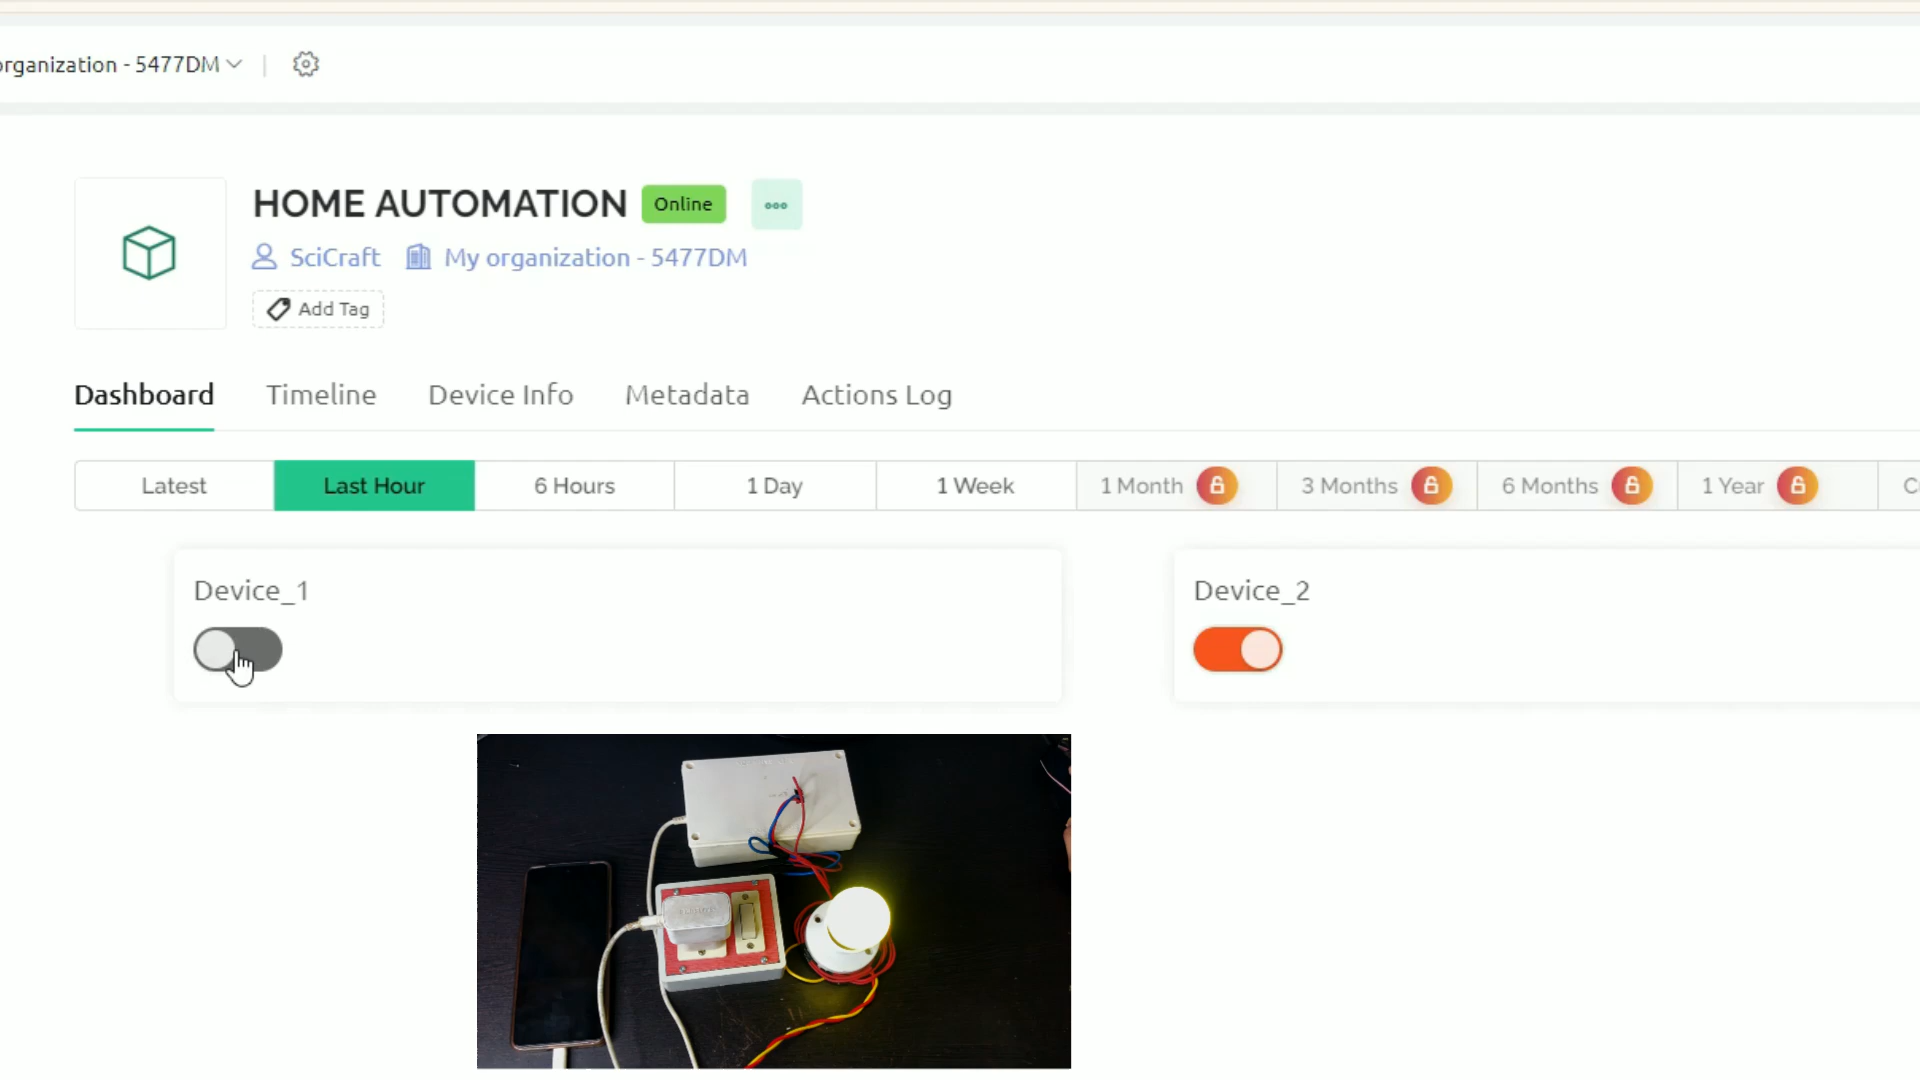 organization - 5477DM
HOME AUTOMATION
Online
SciCraft
My organization - 5477DM
Add Tag
Dashboard
Timeline
Device Info
Metadata
Actions Log
Latest
Last Hour
6 Hours
1 Day
1 Week
1 Month
3 Months
6 Months
1 Year
Device_1
Device_2